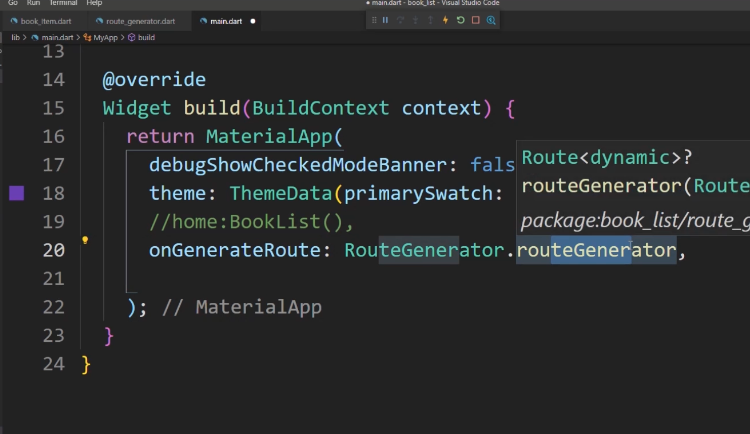 Go Run Terminal Help
main.dart - book_list - Visual Studio Code
book_item.dart route_generator.dart main.dart
lib > main.dart > MyApp > build
13
14 @override
15 Widget build(BuildContext context) {
16 return MaterialApp(
17 debugShowCheckedModeBanner: fals
18 theme: ThemeData(primarySwatch:
19 //home:BookList(),
20 onGenerateRoute: RouteGenerator.routeGenerator,
21
22 ); // MaterialApp
23 }
24 }
Route<dynamic>?
routeGenerator(Route
package:book_list/route_g